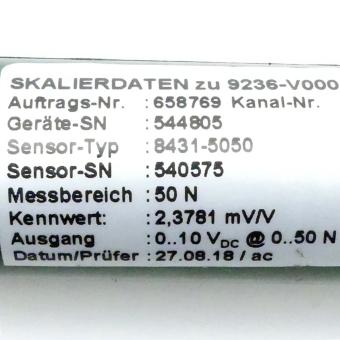 SKALIERDATEN zu 9236-V000
Auftrags-Nr. : 658769 Kanal-Nr.
Geräte-SN : 544805
Sensor-Typ : 8431-5050
Sensor-SN : 540575
Messbereich : 50 N
Kennwert: : 2,3781 mV/V
Ausgang : 0..10 VDC @ 0..50 N
Datum/Prüfer : 27.08.18 / ac